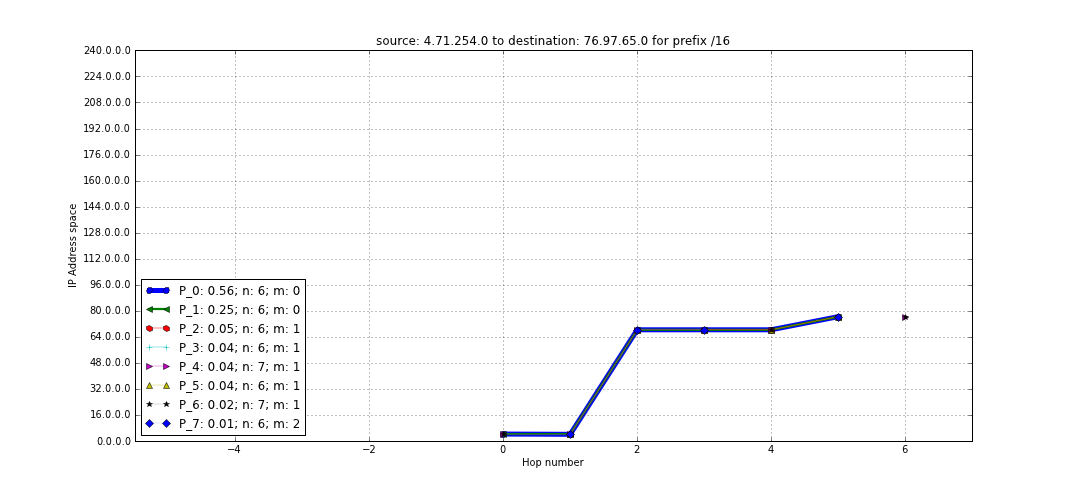 source: 4.71.254.0 to destination: 76.97.65.0 for prefix /16
240.0.0.0
224.0.0.0
208.0.0.0
192.0.0.0
176.0.0.0
160.0.0.0
144.0.0.0
128.0.0.0
112.0.0.0
96.0.0.0
80.0.0.0
64.0.0.0
48.0.0.0
32.0.0.0
16.0.0.0
0.0.0.0
IP Address space
P_0: 0.56; n: 6; m: 0
P_1: 0.25; n: 6; m: 0
P_2: 0.05; n: 6; m: 1
P_3: 0.04; n: 6; m: 1
P_4: 0.04; n: 7; m: 1
P_5: 0.04; n: 6; m: 1
P_6: 0.02; n: 7; m: 1
P_7: 0.01; n: 6; m: 2
−4 −2 0 2 4 6
Hop number